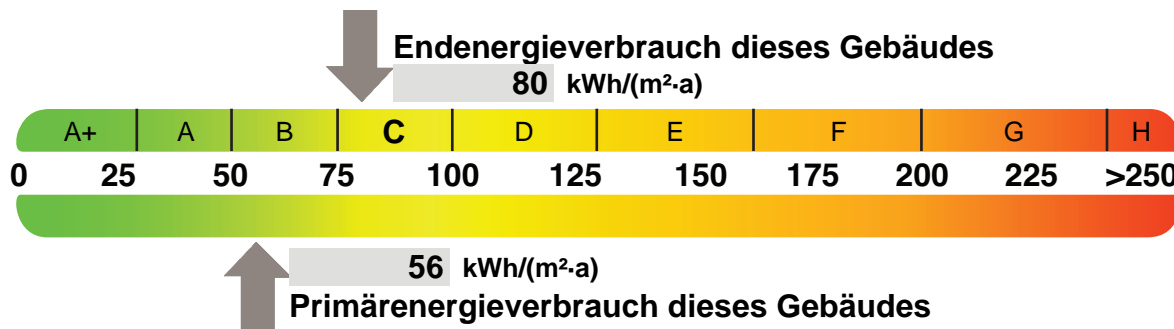 Endenergieverbrauch dieses Gebäudes
80 kWh/(m²·a)
A+ A B C D E F G H
0 25 50 75 100 125 150 175 200 225 >250
56 kWh/(m²·a)
Primärenergieverbrauch dieses Gebäudes